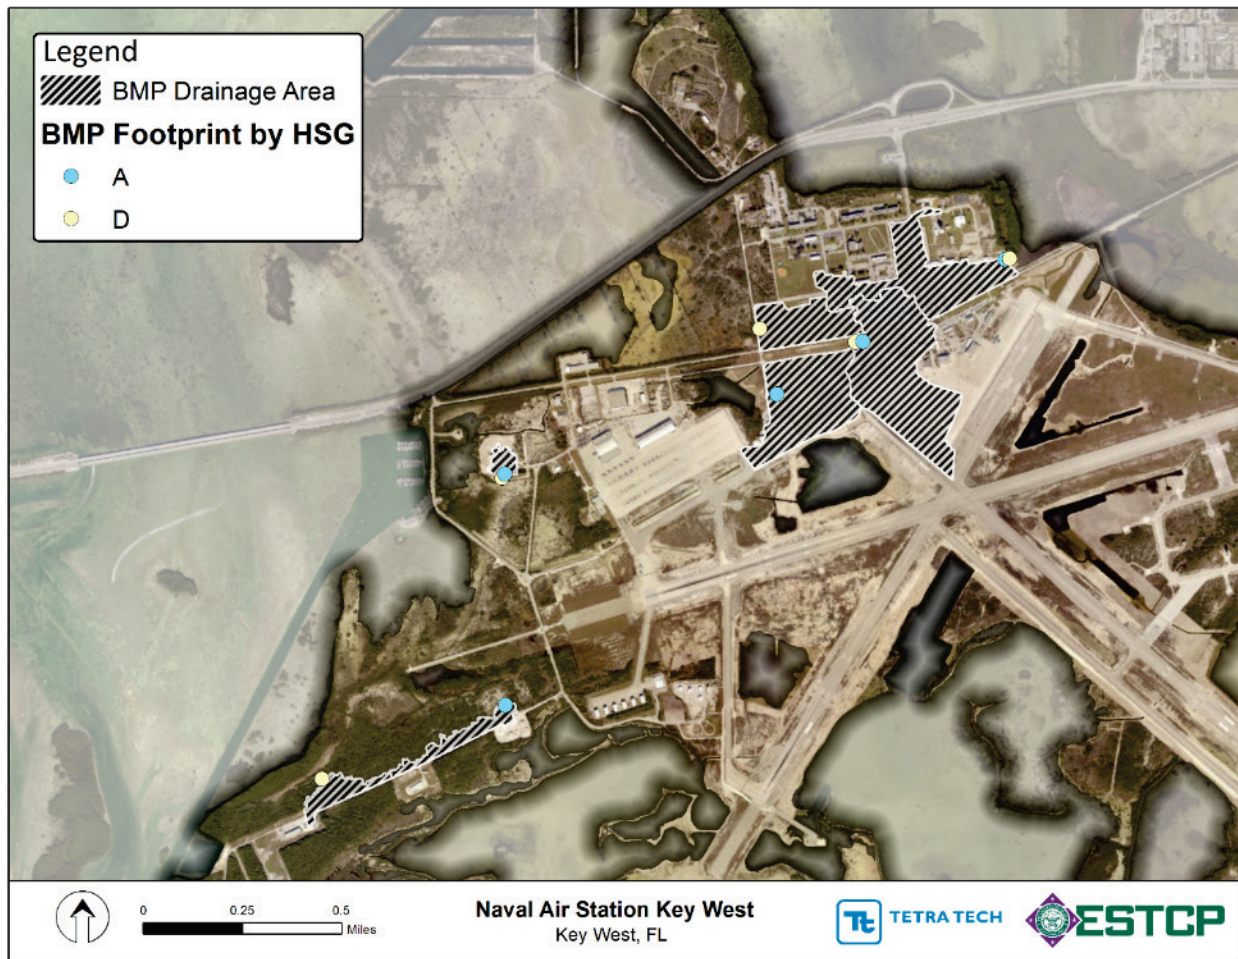 Legend
BMP Drainage Area
BMP Footprint by HSG
A
D
0 0.25 0.5
Miles
Naval Air Station Key West
Key West, FL
Tt TETRA TECH
ESTCP